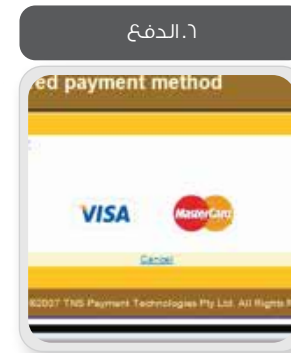 ٦. الدفع
ed payment method
VISA MasterCard
Cancel
©2007 TNS Payment Technologies Pty Ltd. All Rights R